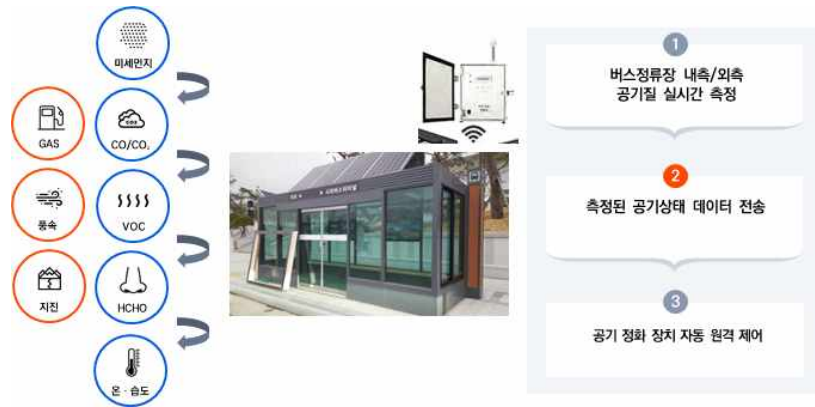 미세먼지
GAS
CO/CO₂
풍속
VOC
지진
HCHO
온 · 습도
1
버스정류장 내측/외측
공기질 실시간 측정
2
측정된 공기상태 데이터 전송
3
공기 정화 장치 자동 원격 제어